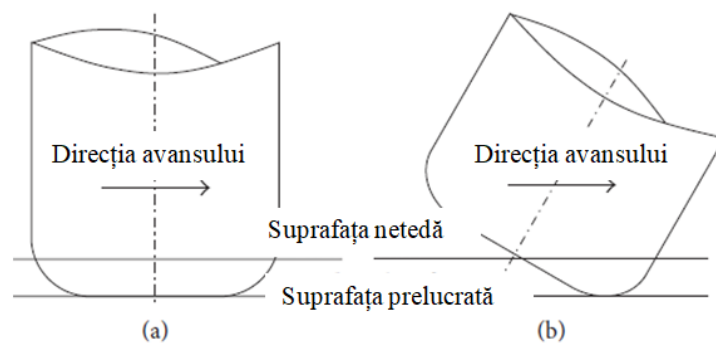 Direcția avansului
Direcția avansului
Suprafața netedă
Suprafața prelucrată
(a)
(b)